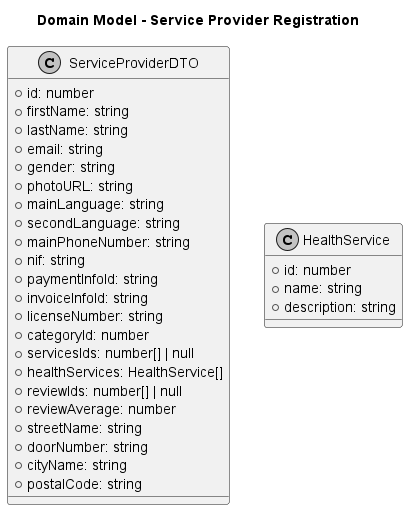 Domain Model - Service Provider Registration
C ServiceProviderDTO
id: number
firstName: string
lastName: string
email: string
gender: string
photoURL: string
mainLanguage: string
secondLanguage: string
mainPhoneNumber: string
nif: string
paymentInfoId: string
invoiceInfoId: string
licenseNumber: string
categoryId: number
servicesIds: number[] | null
healthServices: HealthService[]
reviewIds: number[] | null
reviewAverage: number
streetName: string
doorNumber: string
cityName: string
postalCode: string
C HealthService
id: number
name: string
description: string